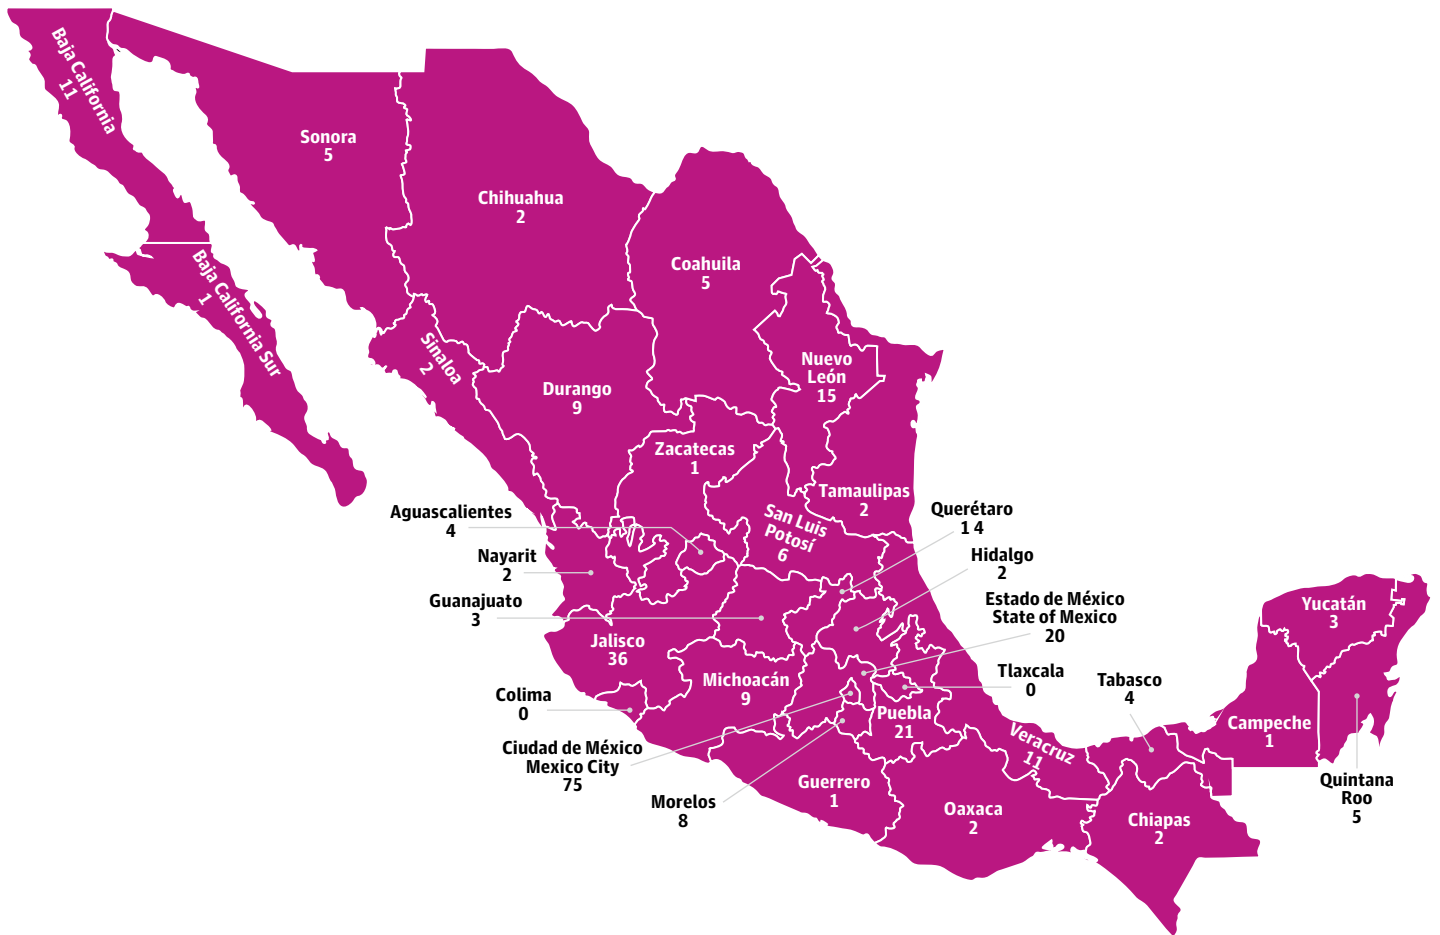 Baja California
11
Sonora
5
Chihuahua
2
Coahuila
5
Baja California Sur
1
Sinaloa
2
Nuevo
León
15
Durango
9
Zacatecas
1
Tamaulipas
2
San Luis
Potosí
6
Aguascalientes
4
Nayarit
2
Guanajuato
3
Querétaro
1 4
Hidalgo
2
Estado de México
State of Mexico
20
Jalisco
36
Michoacán
9
Colima
0
Ciudad de México
Mexico City
75
Morelos
8
Tlaxcala
0
Puebla
21
Veracruz
11
Tabasco
4
Guerrero
1
Oaxaca
2
Chiapas
2
Yucatán
3
Campeche
1
Quintana
Roo
5